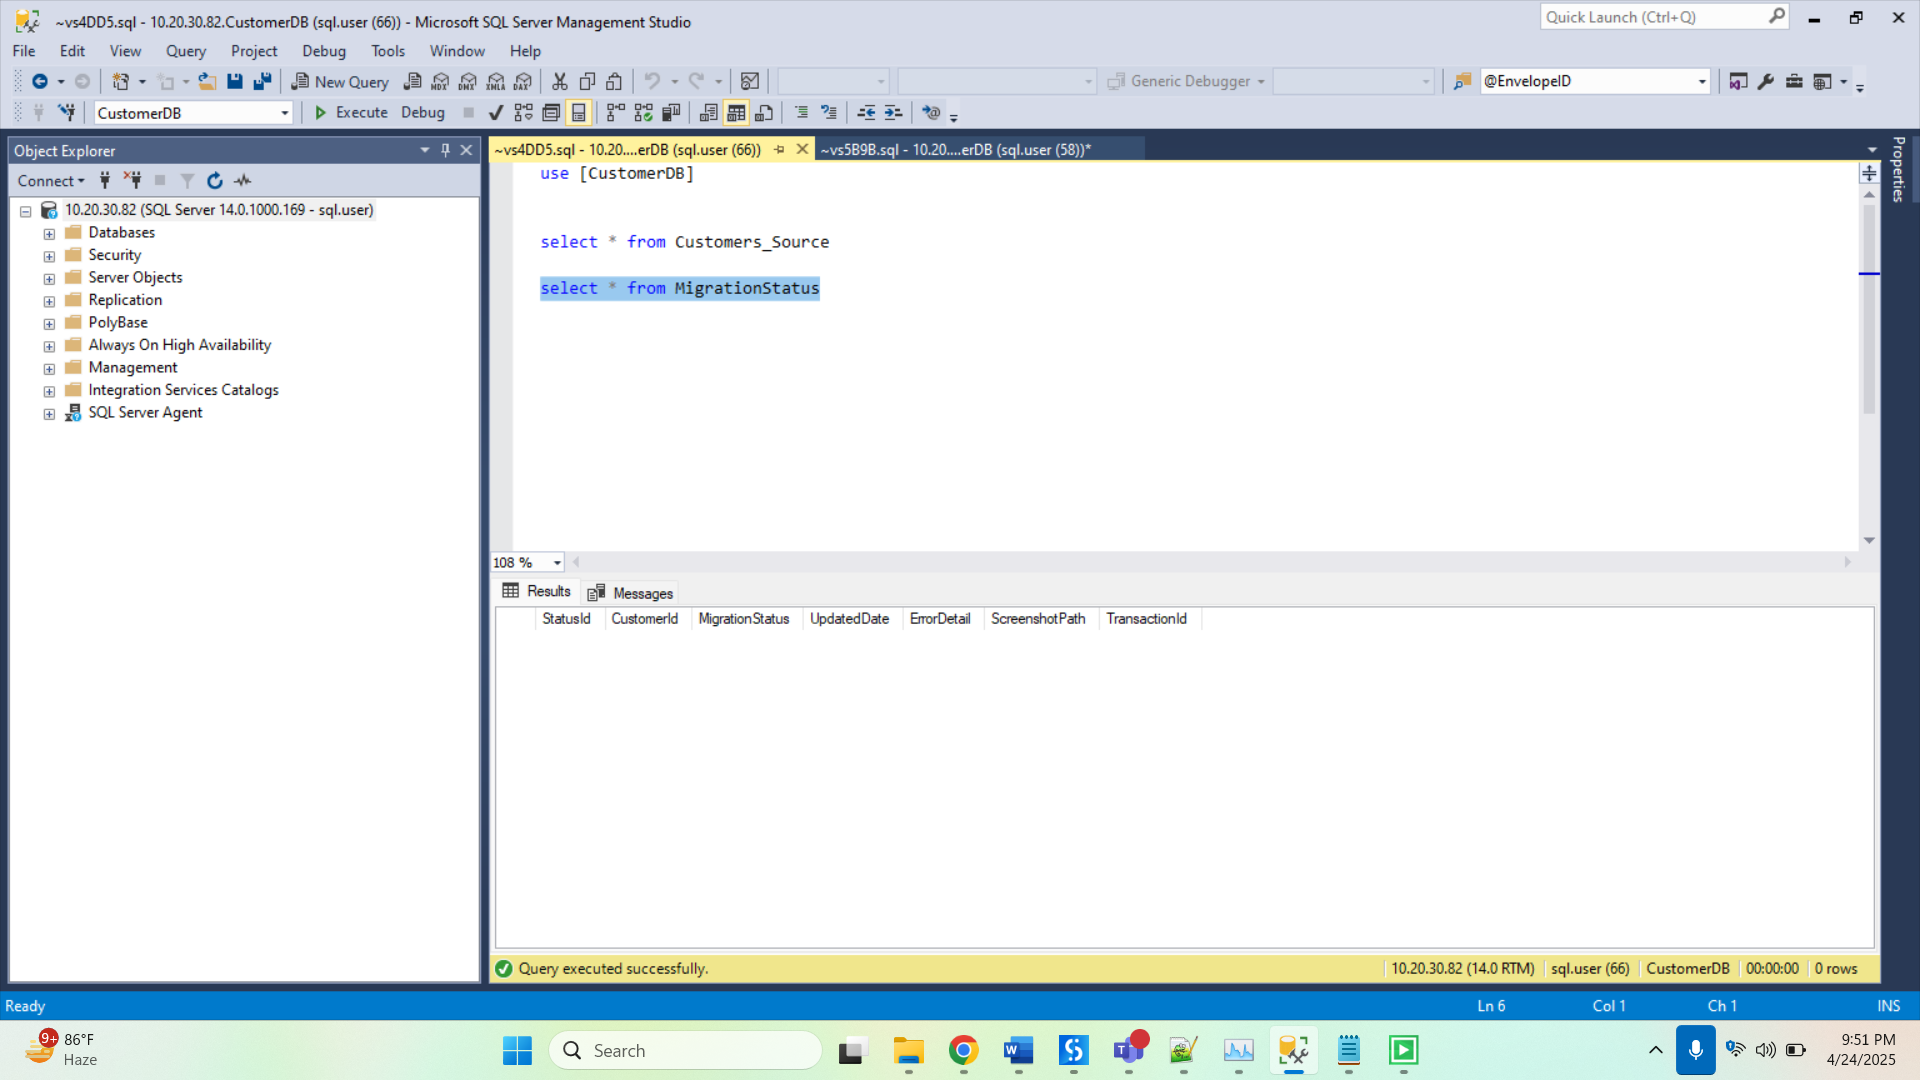 ~vs4DD5.sql - 10.20.30.82.CustomerDB (sql.user (66)) - Microsoft SQL Server Management Studio
Quick Launch (Ctrl+Q)
File Edit View Query Project Debug Tools Window Help
New Query MDX DMX XMLA DAX Generic Debugger @EnvelopeID
CustomerDB Execute Debug
Object Explorer
Connect
10.20.30.82 (SQL Server 14.0.1000.169 - sql.user)
Databases
Security
Server Objects
Replication
PolyBase
Always On High Availability
Management
Integration Services Catalogs
SQL Server Agent
~vs4DD5.sql - 10.20....erDB (sql.user (66)) ~vs5B9B.sql - 10.20....erDB (sql.user (58))*
Properties
use [CustomerDB]
select * from Customers_Source
select * from MigrationStatus
108 %
Results Messages
StatusId CustomerId MigrationStatus UpdatedDate ErrorDetail ScreenshotPath TransactionId
Query executed successfully. 10.20.30.82 (14.0 RTM) sql.user (66) CustomerDB 00:00:00 0 rows
Ready Ln 6 Col 1 Ch 1 INS
9+ 86°F
Haze
Search
9:51 PM
4/24/2025